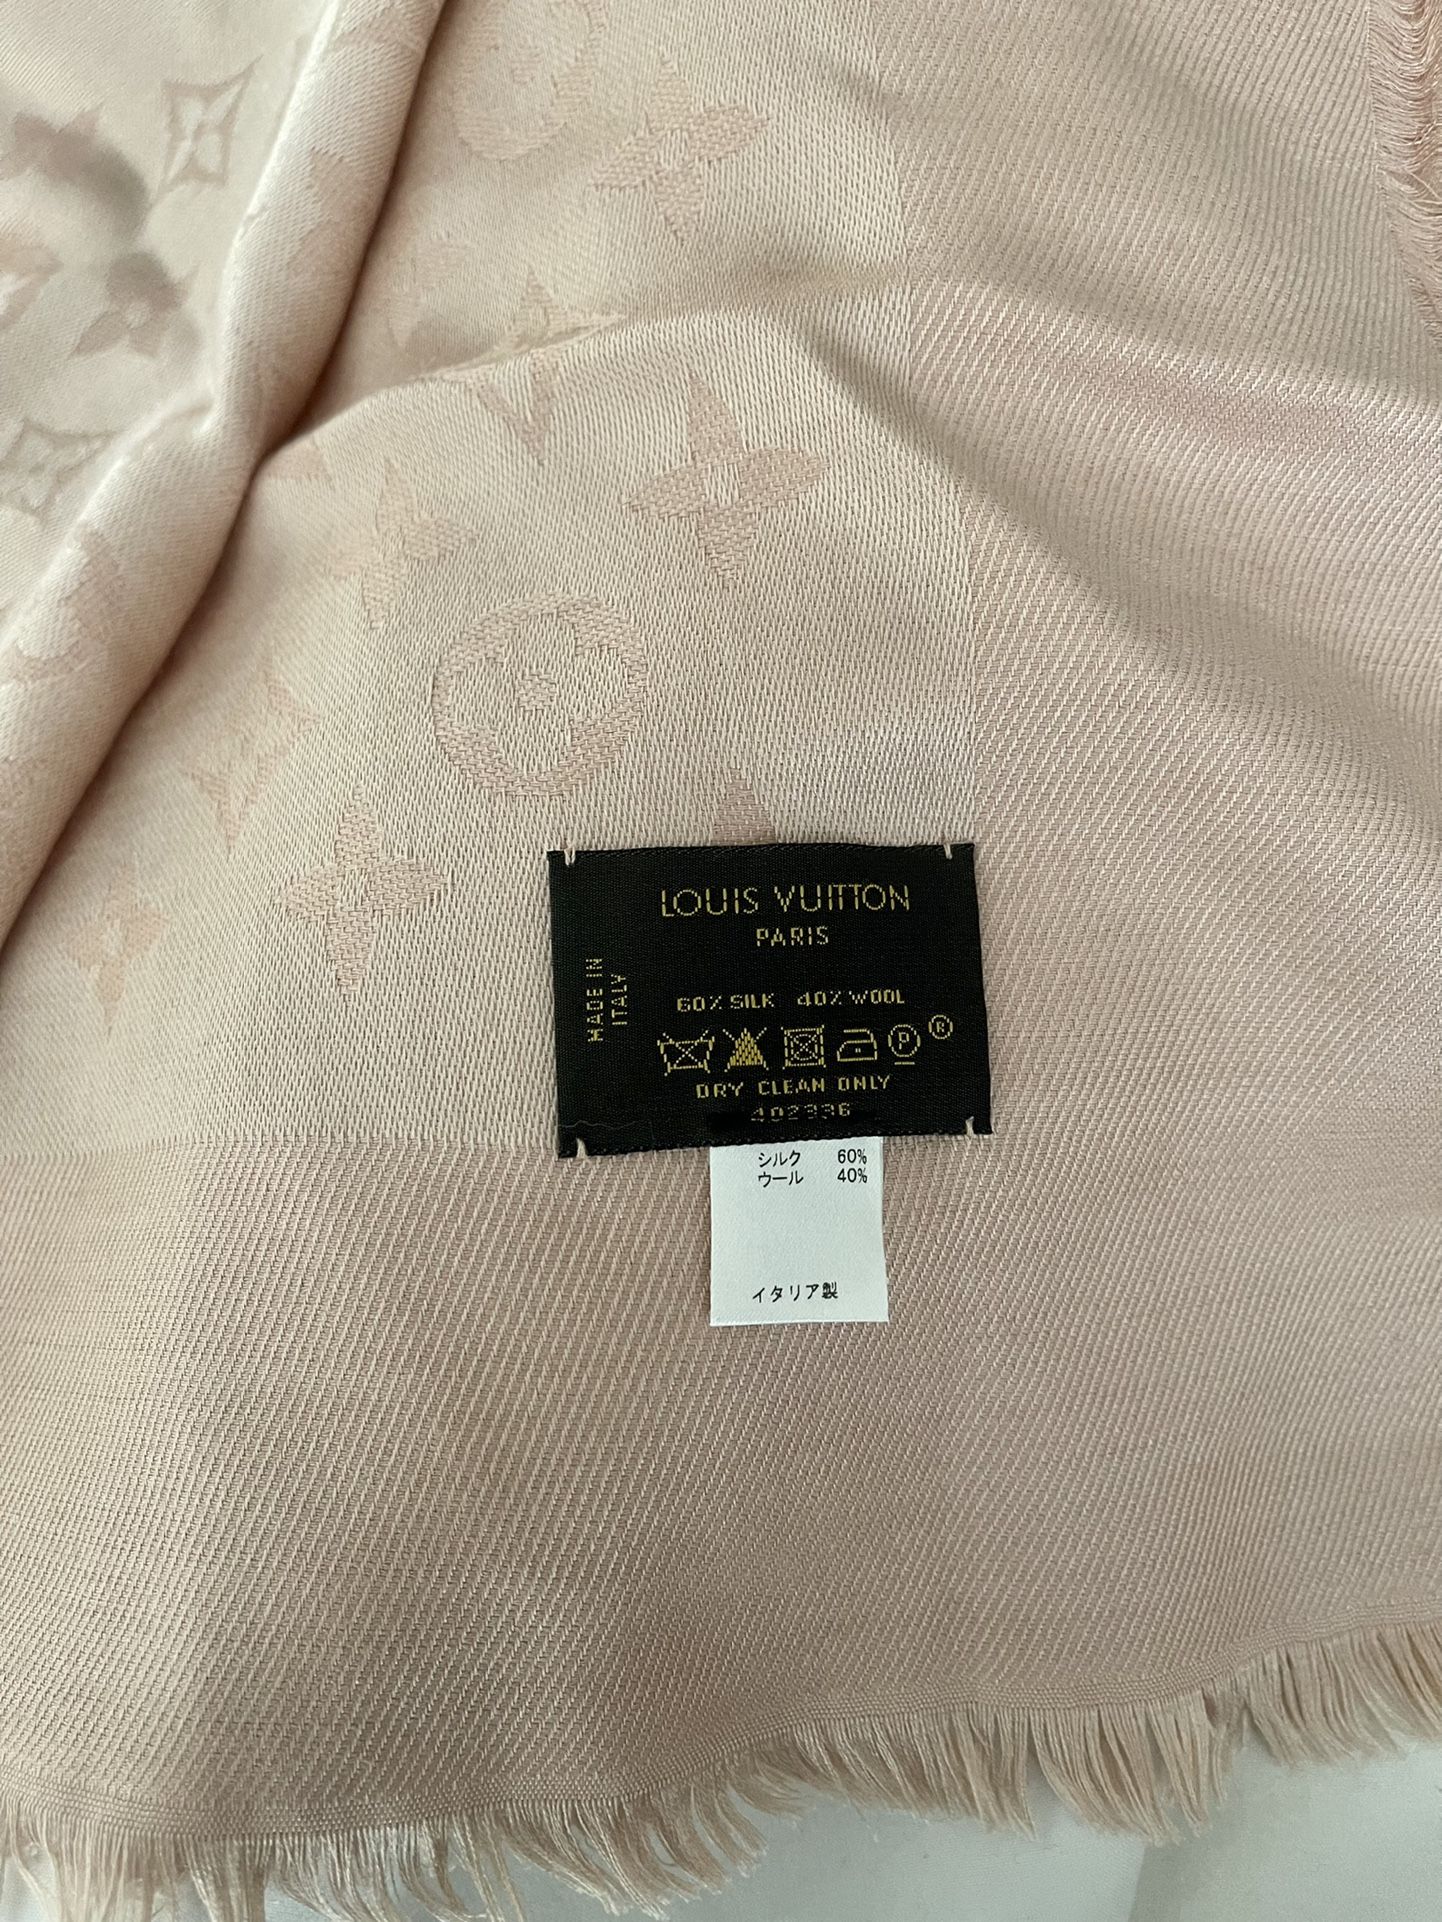 LOUIS VUITTON
PARIS
MADE IN
ITALY
60% SILK 40% WOOL
P ®
DRY CLEAN ONLY
402336
シルク 60%
ウール 40%
イタリア製